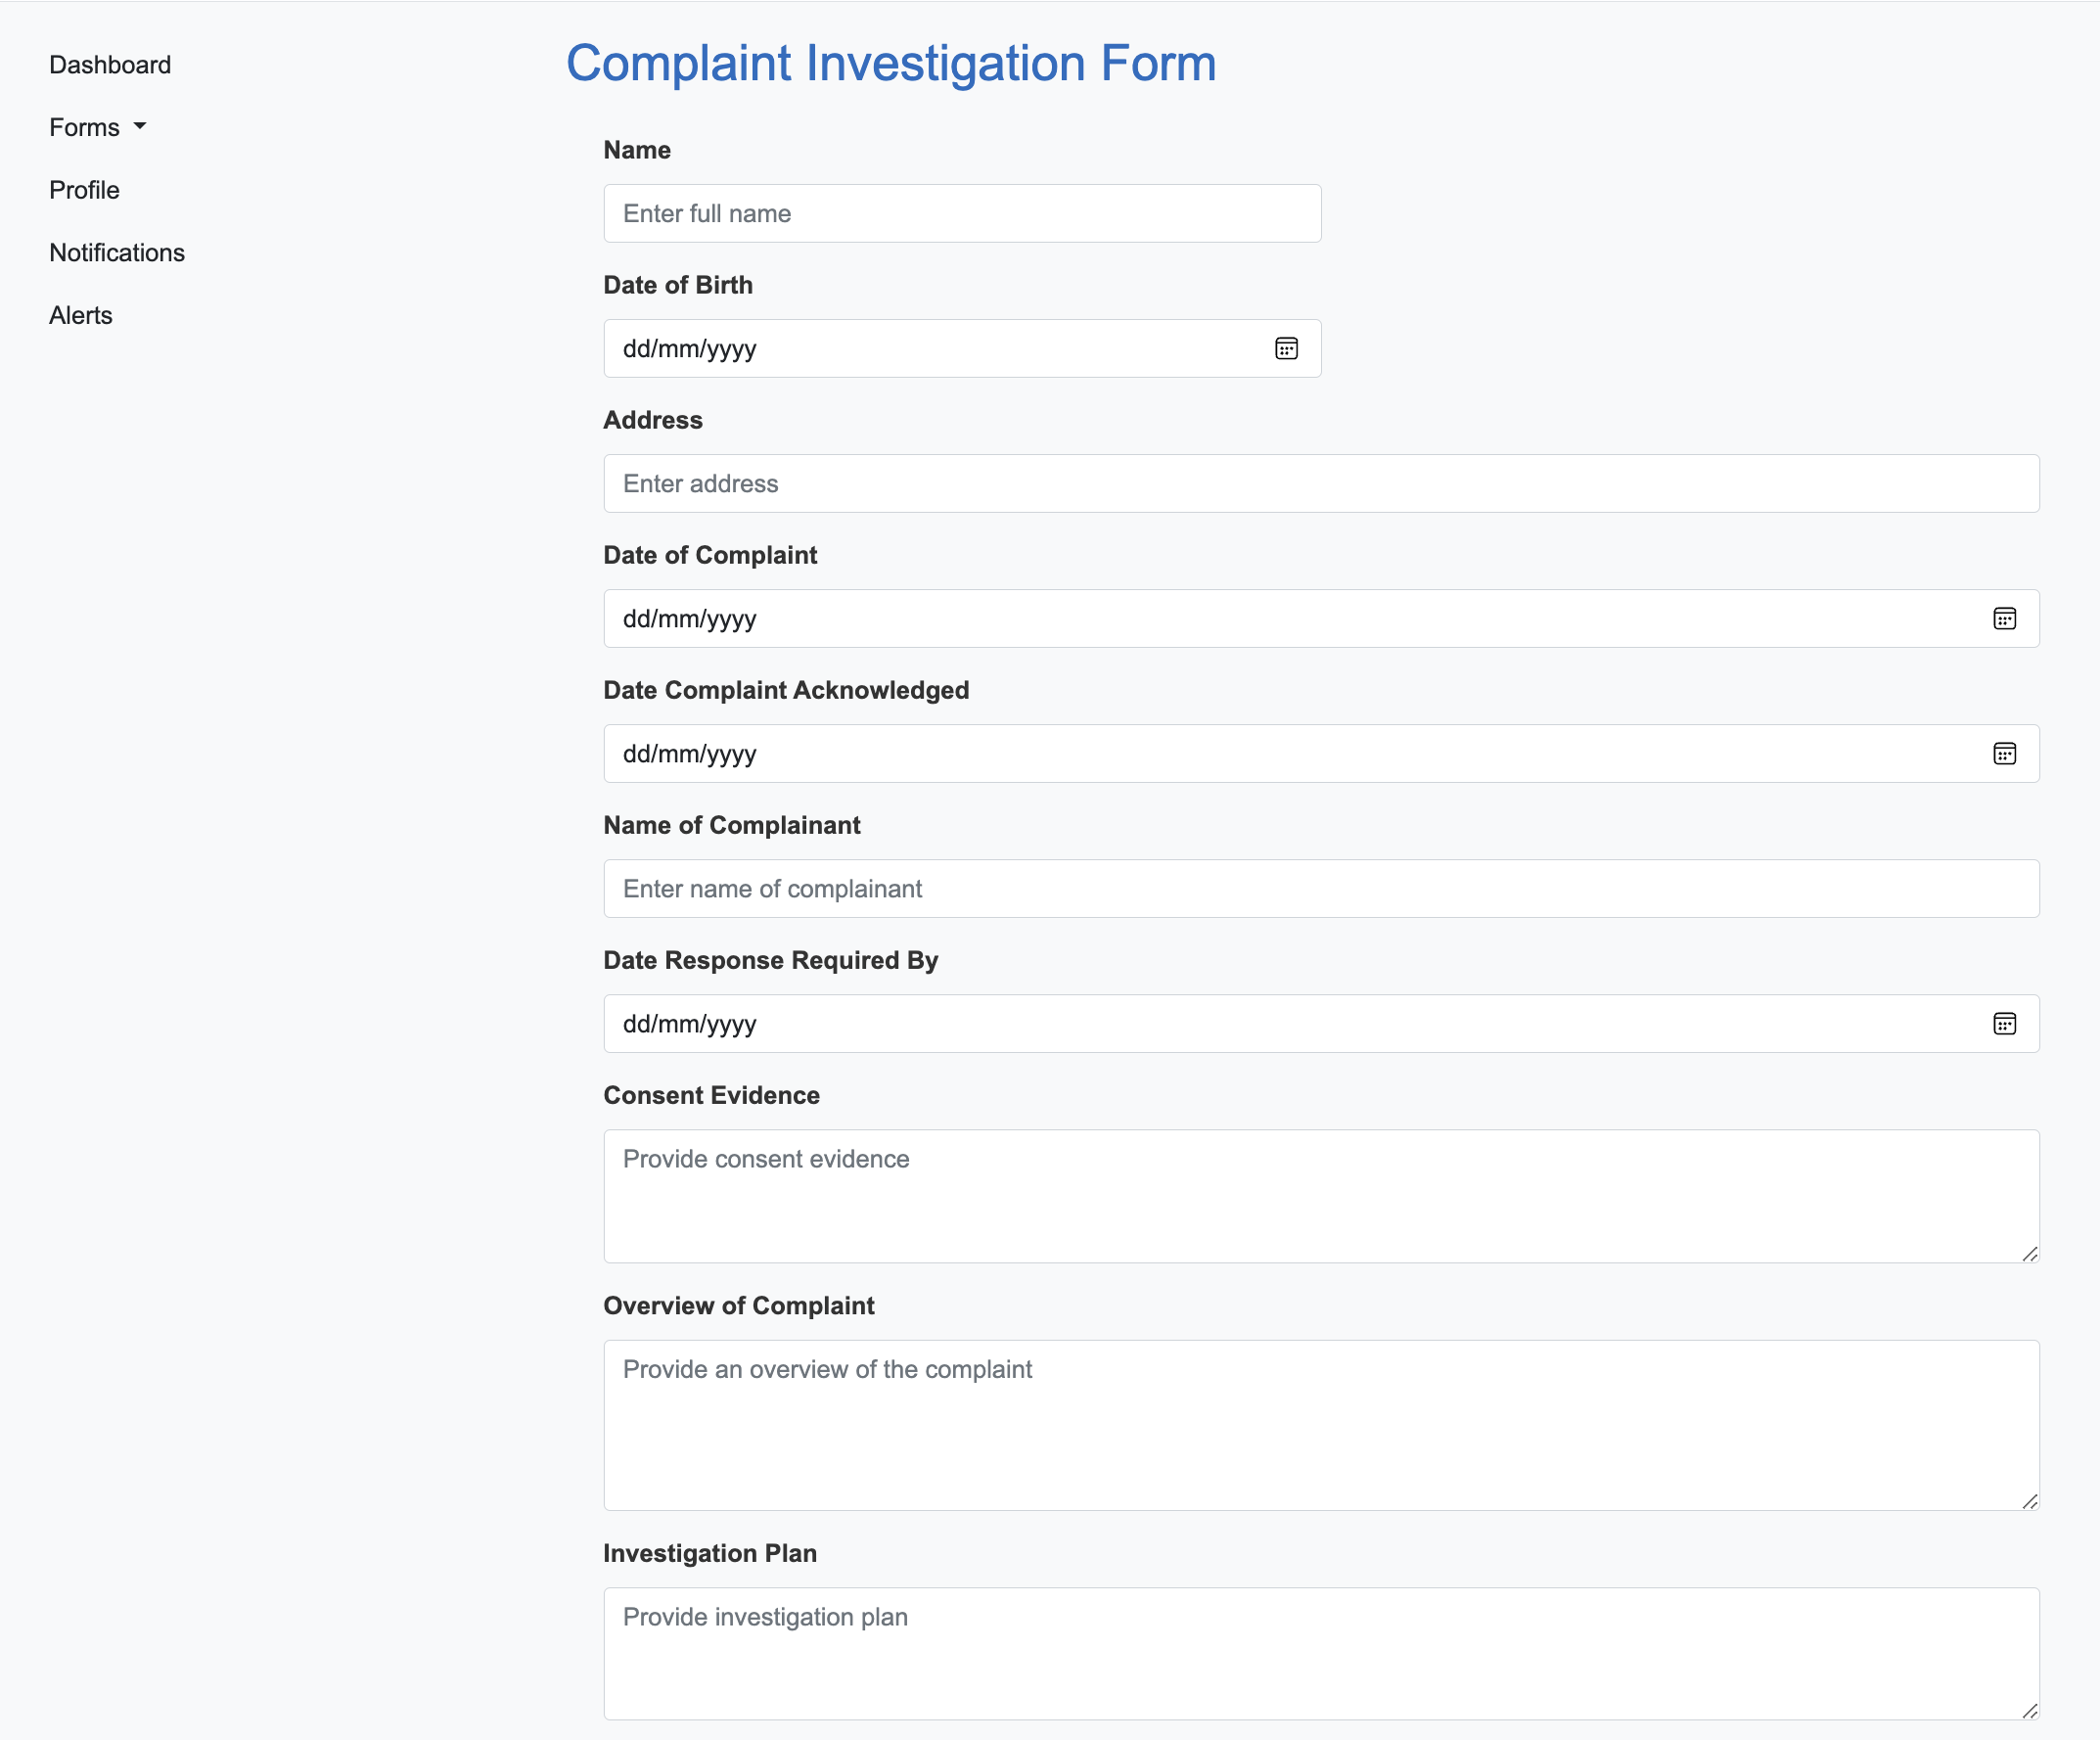 Dashboard
Forms
Profile
Notifications
Alerts
Complaint Investigation Form
Name
Enter full name
Date of Birth
dd/mm/yyyy
Address
Enter address
Date of Complaint
dd/mm/yyyy
Date Complaint Acknowledged
dd/mm/yyyy
Name of Complainant
Enter name of complainant
Date Response Required By
dd/mm/yyyy
Consent Evidence
Provide consent evidence
Overview of Complaint
Provide an overview of the complaint
Investigation Plan
Provide investigation plan